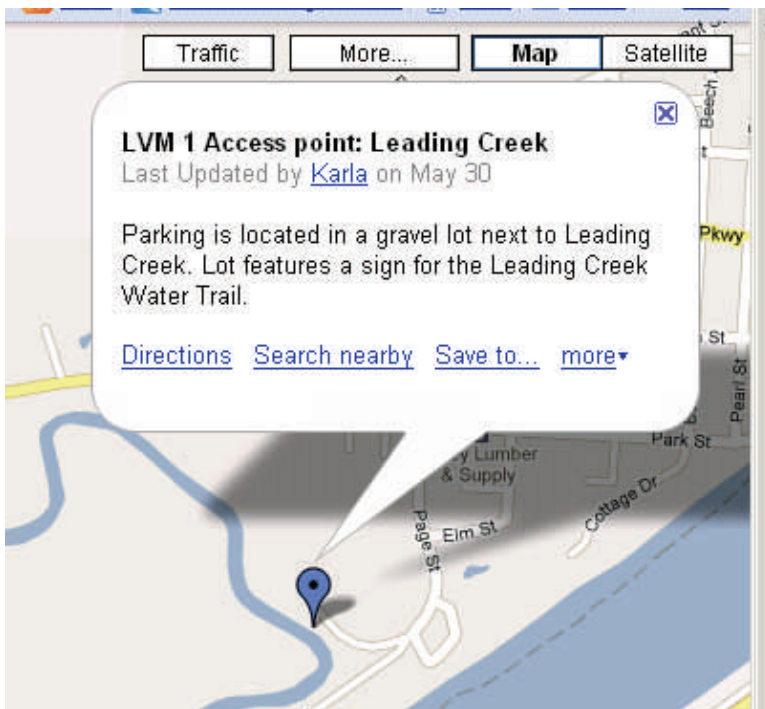 Traffic
More...
Map
Satellite
Beech
LVM 1 Access point: Leading Creek
Last Updated by Karla on May 30
Parking is located in a gravel lot next to Leading
Creek. Lot features a sign for the Leading Creek
Water Trail.
Pkwy
Directions Search nearby Save to... more
St
Pearl St
Park St
Lumber
& Supply
Cottage Dr
Page St
Elm St